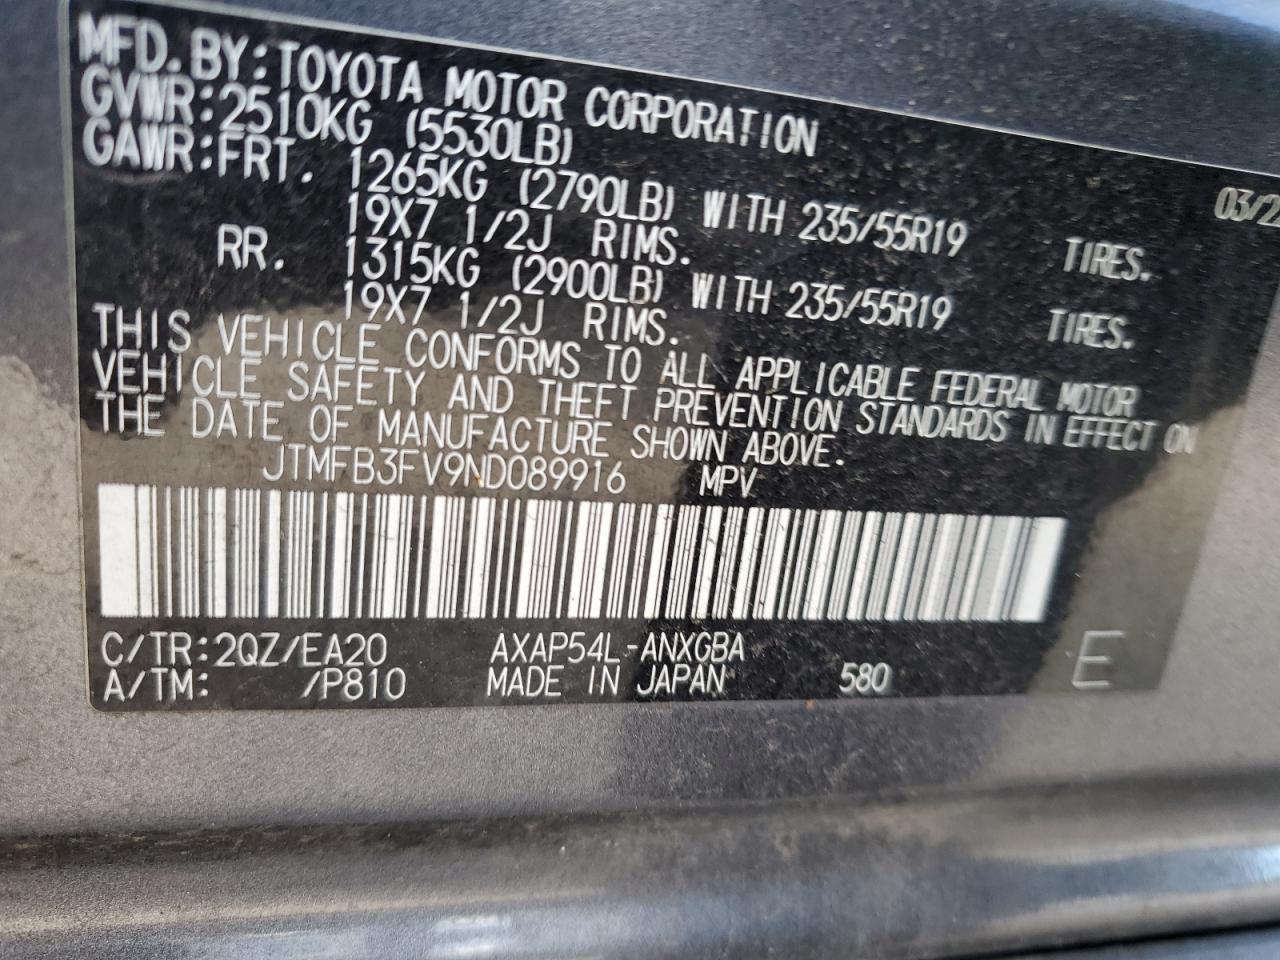 MFD. BY: TOYOTA MOTOR CORPORATION 03/2
GVWR: 2510KG (5530LB)
GAWR: FRT. 1265KG (2790LB) WITH 235/55R19 TIRES.
19X7 1/2J RIMS.
RR. 1315KG (2900LB) WITH 235/55R19 TIRES.
19X7 1/2J RIMS.
THIS VEHICLE CONFORMS TO ALL APPLICABLE FEDERAL MOTOR
VEHICLE SAFETY AND THEFT PREVENTION STANDARDS IN EFFECT ON
THE DATE OF MANUFACTURE SHOWN ABOVE.
JTMFB3FV9ND089916 MPV
C/TR: 2QZ/EA20 AXAP54L-ANXGBA
A/TM: /P810 MADE IN JAPAN 580 E